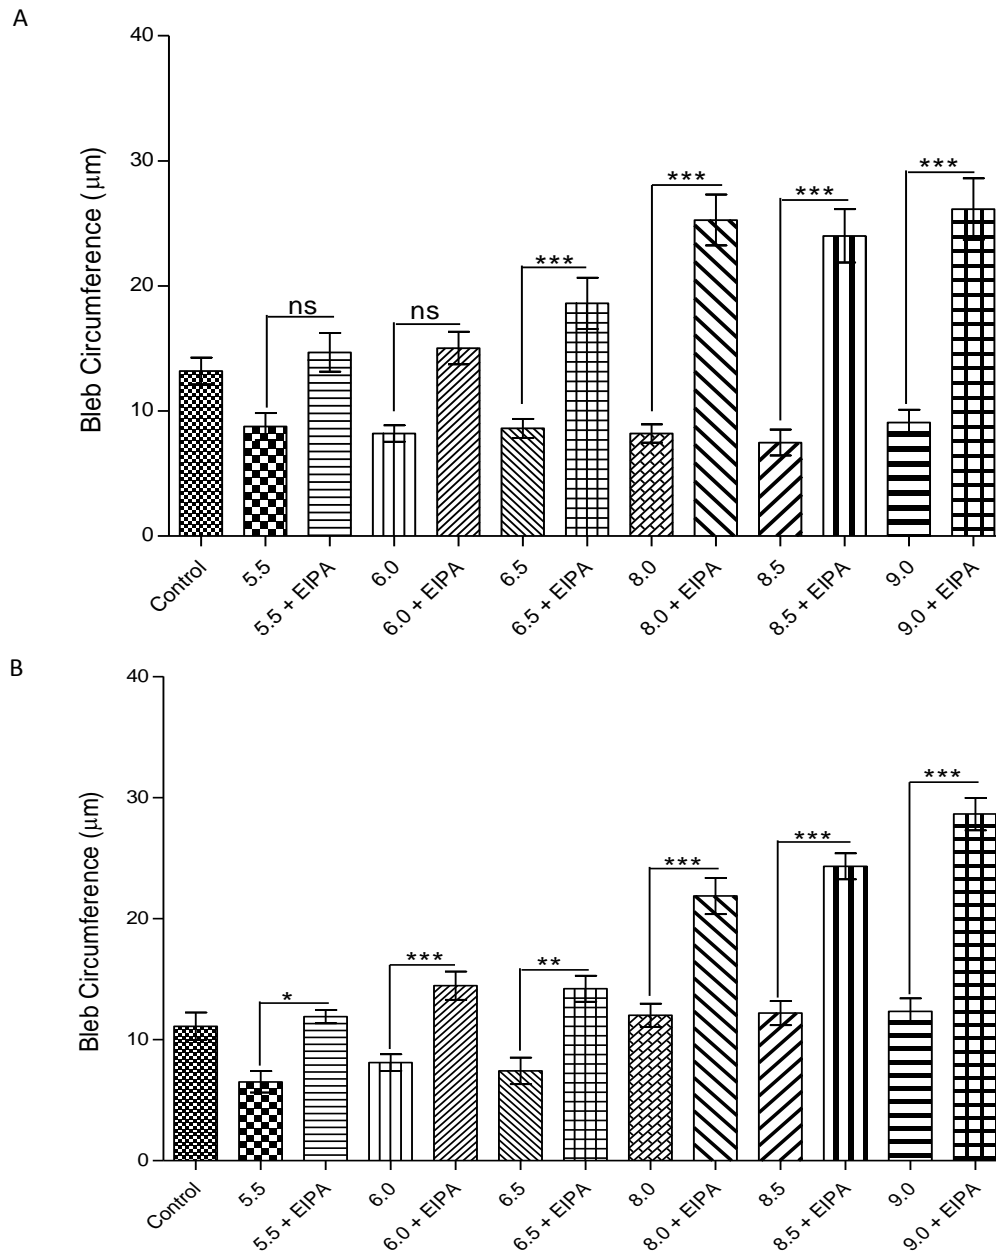 A
40
30
20
10
0
Bleb Circumference (μm)
ns
ns
***
***
***
***
Control
5.5
5.5 + EIPA
6.0
6.0 + EIPA
6.5
6.5 + EIPA
8.0
8.0 + EIPA
8.5
8.5 + EIPA
9.0
9.0 + EIPA
B
40
30
20
10
0
Bleb Circumference (μm)
*
***
**
***
***
***
Control
5.5
5.5 + EIPA
6.0
6.0 + EIPA
6.5
6.5 + EIPA
8.0
8.0 + EIPA
8.5
8.5 + EIPA
9.0
9.0 + EIPA